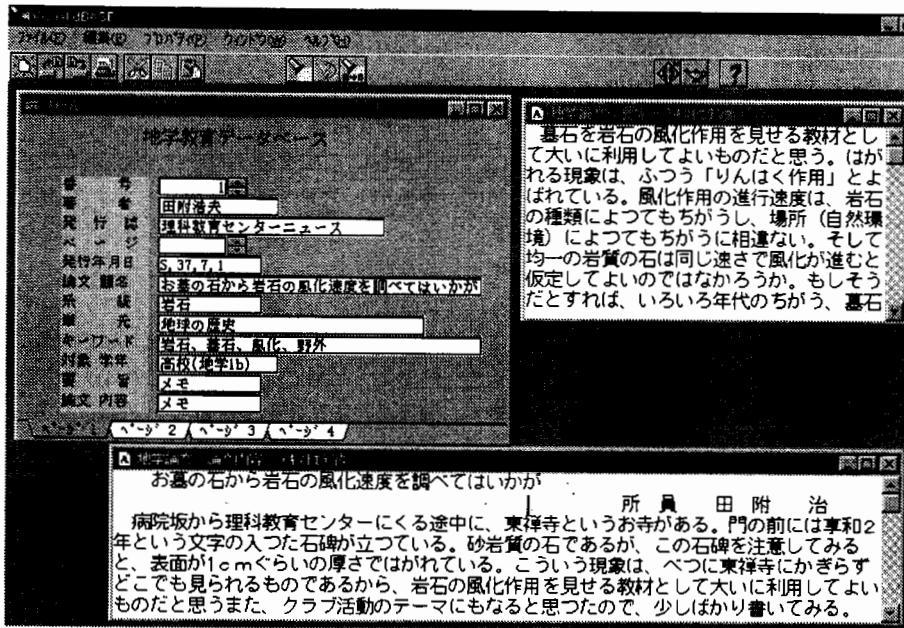 dBASE
ファイル(F) 編集(E) プロパティ(P) ウィンドウ(W) ヘルプ(H)
地学教育データベース
番 号 1
著 者 田附浩夫
発 行 誌 理科教育センターニュース
ペ ー ジ
発行年月日 S,37,7,1
論文 題名 お墓の石から岩石の風化速度を調べてはいかが
系 統 岩石
単 元 地球の歴史
キーワード 岩石、墓石、風化、野外
対象 学年 高校(地学1b)
要 旨 メモ
論文 内容 メモ
ページ 1 ページ 2 ページ 3 ページ 4
墓石を岩石の風化作用を見せる教材とし
て大いに利用してよいものだと思う。はが
れる現象は、ふつう「りんはく作用」とよ
ばれている。風化作用の進行速度は、岩石
の種類によつてもちがうし、場所（自然環
境）によつてもちがうに相違ない。そして
均一の岩質の石は同じ速さで風化が進むと
仮定してよいのではなかろうか。もしそう
だとすれば、いろいろ年代のちがう、墓石
お墓の石から岩石の風化速度を調べてはいかが
所 員 田 附 治
病院坂から理科教育センターにくる途中に、東禅寺というお寺がある。門の前には享和2
年という文字の入つた石碑が立つている。砂岩質の石であるが、この石碑を注意してみる
と、表面が1cmぐらいの厚さではがれている。こういう現象は、べつに東禅寺にかぎらず
どこでも見られるものであるから、岩石の風化作用を見せる教材として大いに利用してよい
ものだと思うまた、クラブ活動のテーマにもなると思つたので、少しばかり書いてみる。